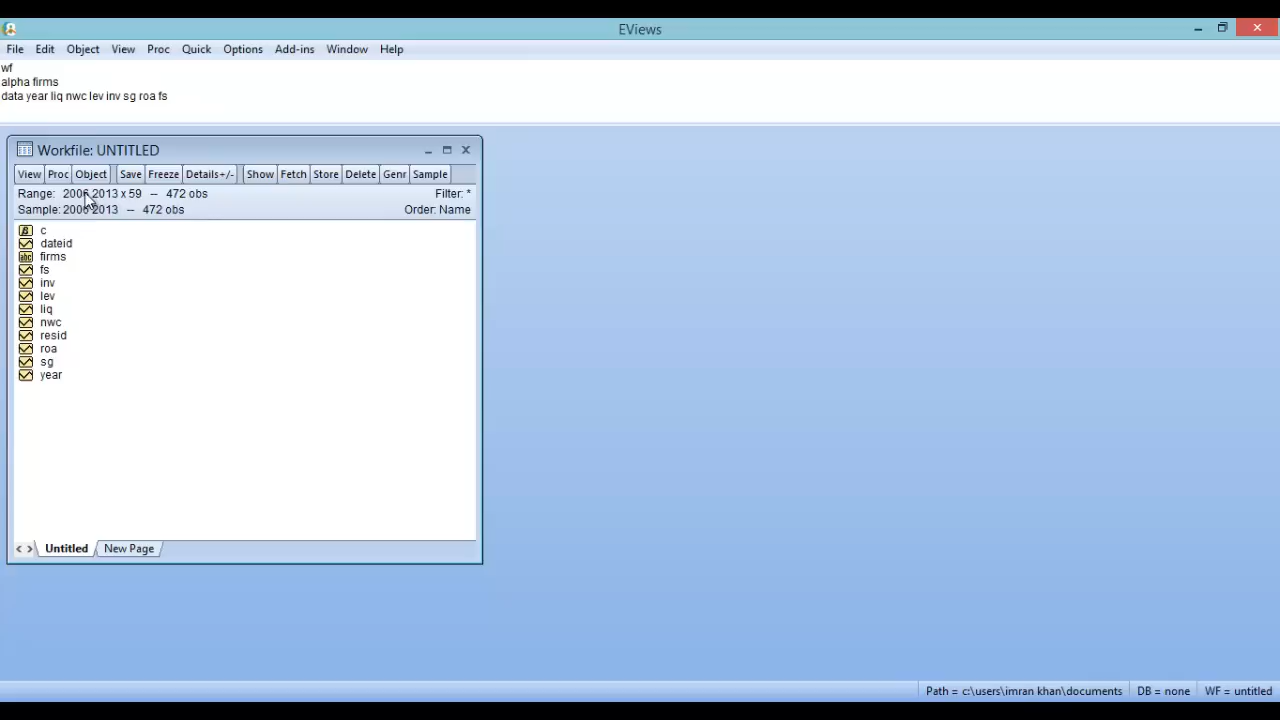 EViews
File Edit Object View Proc Quick Options Add-ins Window Help
wf
alpha firms
data year liq nwc lev inv sg roa fs
Workfile: UNTITLED
View Proc Object Save Freeze Details+/- Show Fetch Store Delete Genr Sample
Range: 2006 2013 x 59 -- 472 obs Filter: *
Sample: 2006 2013 -- 472 obs Order: Name
c
dateid
abc firms
fs
inv
lev
liq
nwc
resid
roa
sg
year
< > Untitled New Page
Path = c:\users\imran khan\documents DB = none WF = untitled